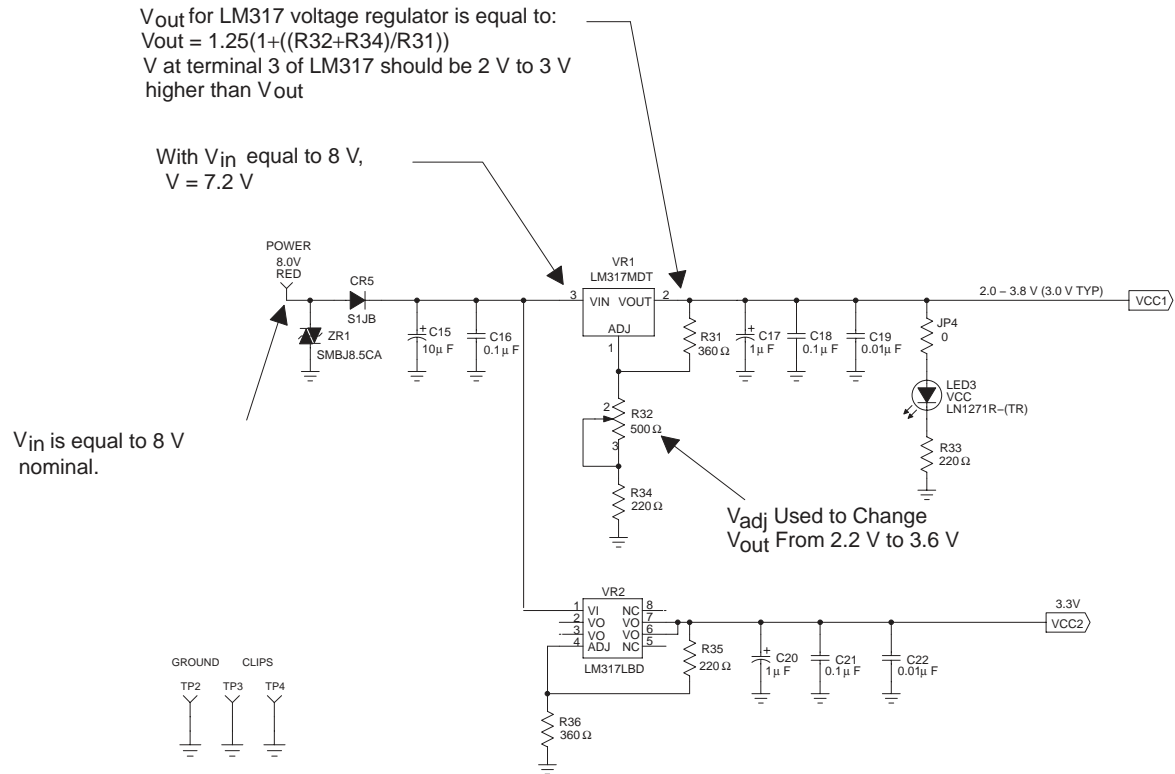 Vout for LM317 voltage regulator is equal to:
Vout = 1.25(1+((R32+R34)/R31))
V at terminal 3 of LM317 should be 2 V to 3 V
higher than Vout
With Vin equal to 8 V,
V = 7.2 V
POWER
8.0V
RED
CR5
S1JB
ZR1
SMBJ8.5CA
C15
10µ F
C16
0.1µ F
VR1
LM317MDT
3 VIN VOUT 2
ADJ
1
R31
360 Ω
C17
1µ F
C18
0.1µ F
C19
0.01µ F
2.0 – 3.8 V (3.0 V TYP)
VCC1
JP4
0
LED3
VCC
LN1271R–(TR)
R33
220 Ω
2
R32
500 Ω
3
R34
220 Ω
Vin is equal to 8 V
nominal.
Vadj Used to Change
Vout From 2.2 V to 3.6 V
VR2
1 VI NC 8
2 VO VO 7
3 VO VO 6
4 ADJ NC 5
LM317LBD
R35
220 Ω
C20
1µ F
C21
0.1µ F
C22
0.01µ F
3.3V
VCC2
R36
360 Ω
GROUND CLIPS
TP2 TP3 TP4